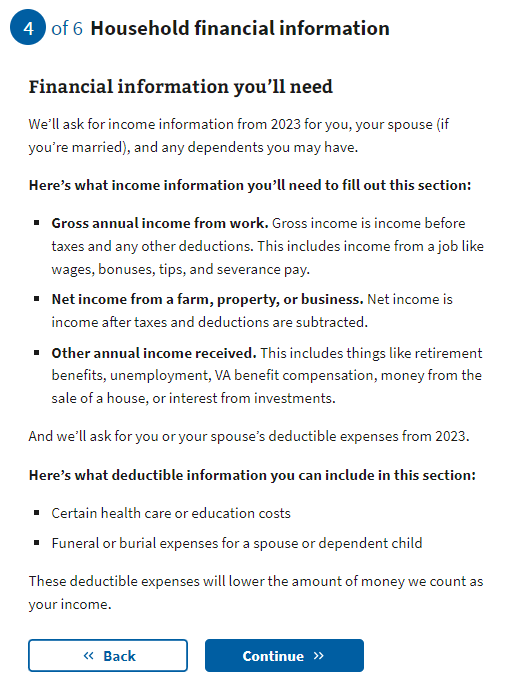 4 of 6 Household financial information
Financial information you’ll need
We’ll ask for income information from 2023 for you, your spouse (if
you’re married), and any dependents you may have.
Here’s what income information you’ll need to fill out this section:
▪ Gross annual income from work. Gross income is income before
taxes and any other deductions. This includes income from a job like
wages, bonuses, tips, and severance pay.
▪ Net income from a farm, property, or business. Net income is
income after taxes and deductions are subtracted.
▪ Other annual income received. This includes things like retirement
benefits, unemployment, VA benefit compensation, money from the
sale of a house, or interest from investments.
And we’ll ask for you or your spouse’s deductible expenses from 2023.
Here’s what deductible information you can include in this section:
▪ Certain health care or education costs
▪ Funeral or burial expenses for a spouse or dependent child
These deductible expenses will lower the amount of money we count as
your income.
« Back
Continue »